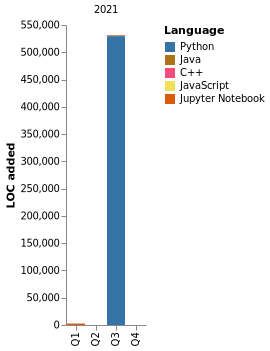 2021
Language
Python
Java
C++
JavaScript
Jupyter Notebook
LOC added
550,000
500,000
450,000
400,000
350,000
300,000
250,000
200,000
150,000
100,000
50,000
0
Q1
Q2
Q3
Q4